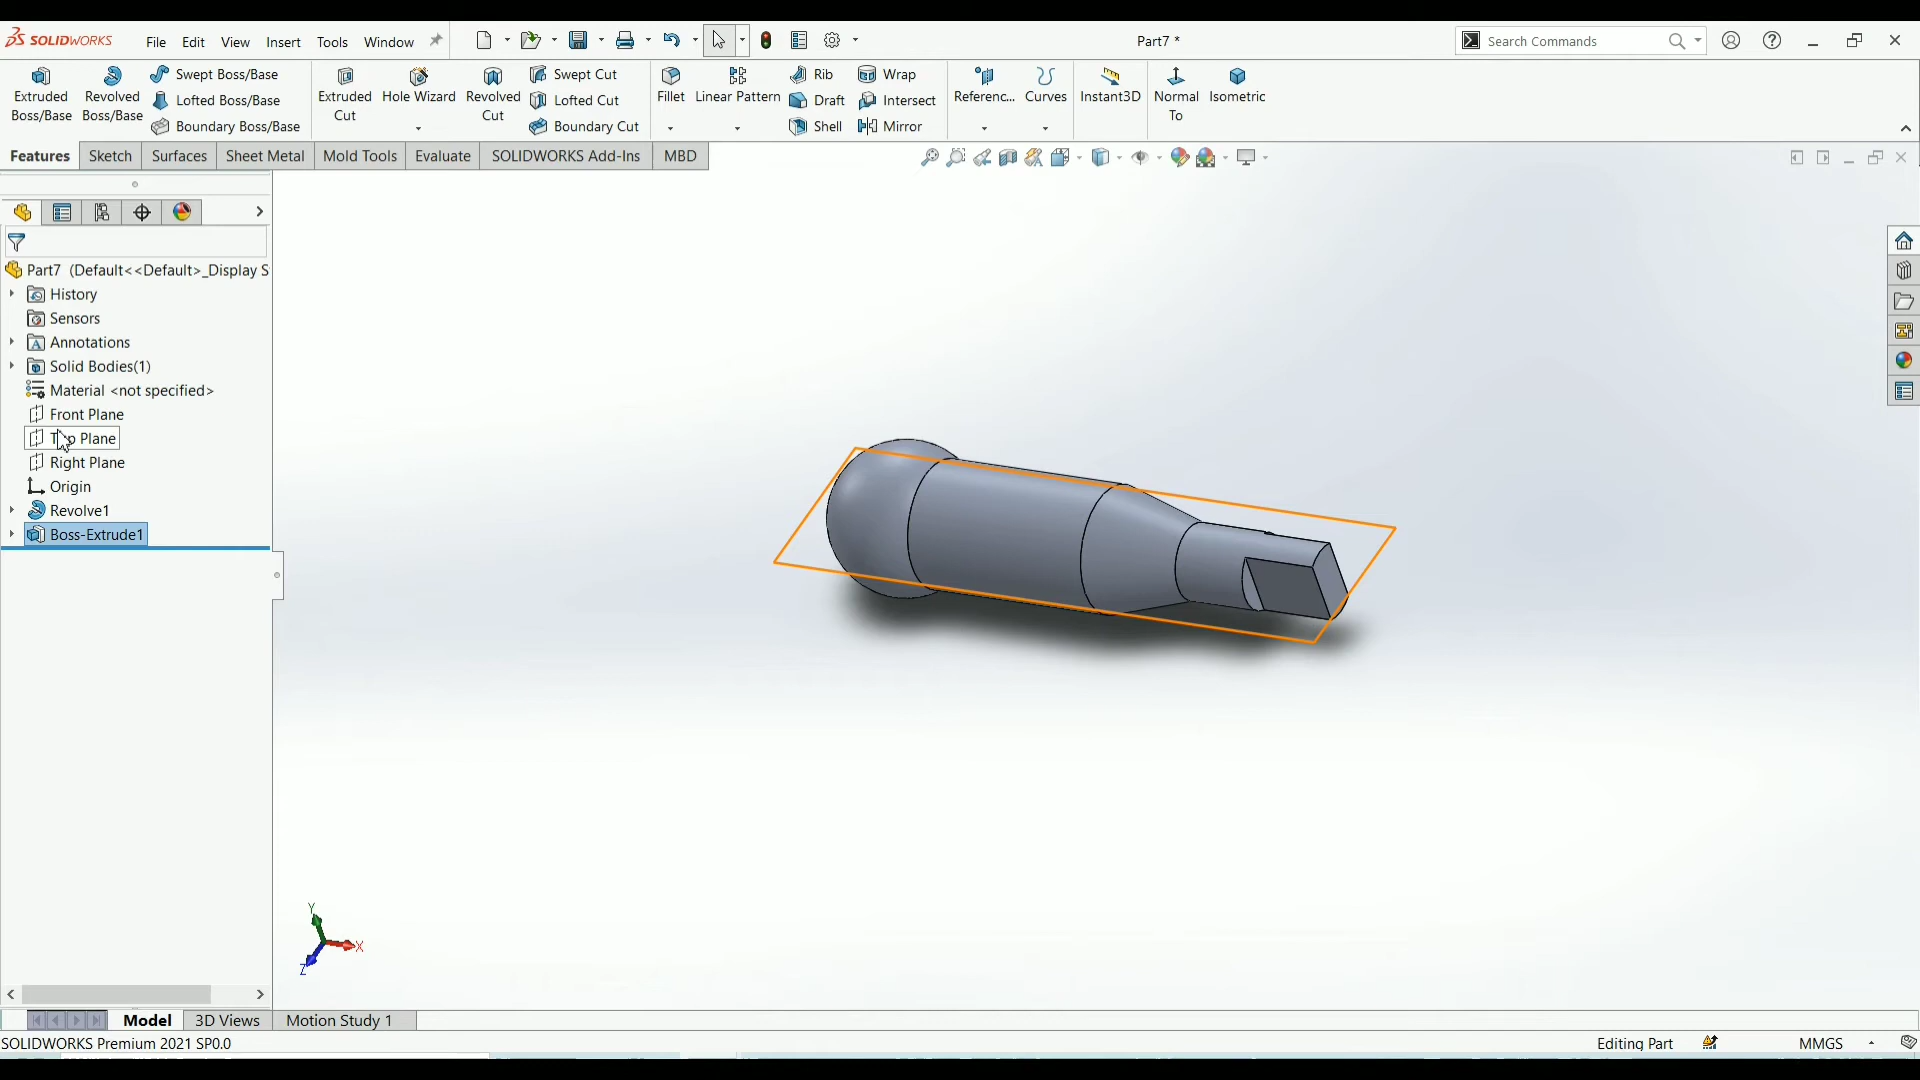 SOLIDWORKS File Edit View Insert Tools Window Part7 * Search Commands
Extruded Boss/Base
Revolved Boss/Base
Swept Boss/Base
Lofted Boss/Base
Boundary Boss/Base
Extruded Cut
Hole Wizard
Revolved Cut
Swept Cut
Lofted Cut
Boundary Cut
Fillet
Linear Pattern
Rib
Draft
Shell
Wrap
Intersect
Mirror
Referenc...
Curves
Instant3D
Normal To
Isometric
Features Sketch Surfaces Sheet Metal Mold Tools Evaluate SOLIDWORKS Add-Ins MBD
Part7 (Default<<Default>_Display S
History
Sensors
Annotations
Solid Bodies(1)
Material <not specified>
Front Plane
Top Plane
Right Plane
Origin
Revolve1
Boss-Extrude1
Y
X
Z
Model 3D Views Motion Study 1
SOLIDWORKS Premium 2021 SP0.0 Editing Part MMGS